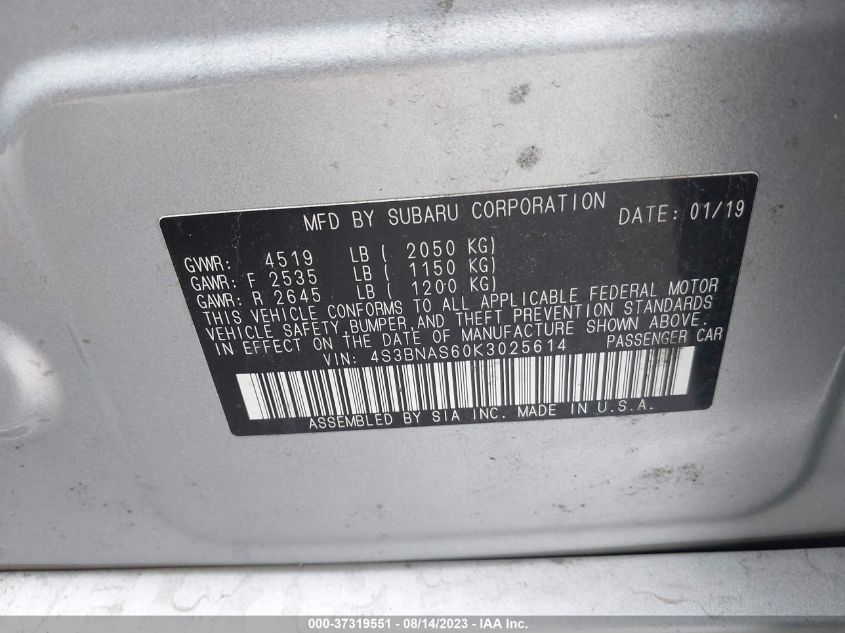 MFD BY SUBARU CORPORATION DATE: 01/19
GVWR: 4519 LB ( 2050 KG)
GAWR: F 2535 LB ( 1150 KG)
GAWR: R 2645 LB ( 1200 KG)
THIS VEHICLE CONFORMS TO ALL APPLICABLE FEDERAL MOTOR
VEHICLE SAFETY,BUMPER,AND THEFT PREVENTION STANDARDS
IN EFFECT ON THE DATE OF MANUFACTURE SHOWN ABOVE.
VIN: 4S3BNAS60K3025614 PASSENGER CAR
ASSEMBLED BY SIA INC. MADE IN U.S.A.
000-37319551 - 08/14/2023 - IAA Inc.